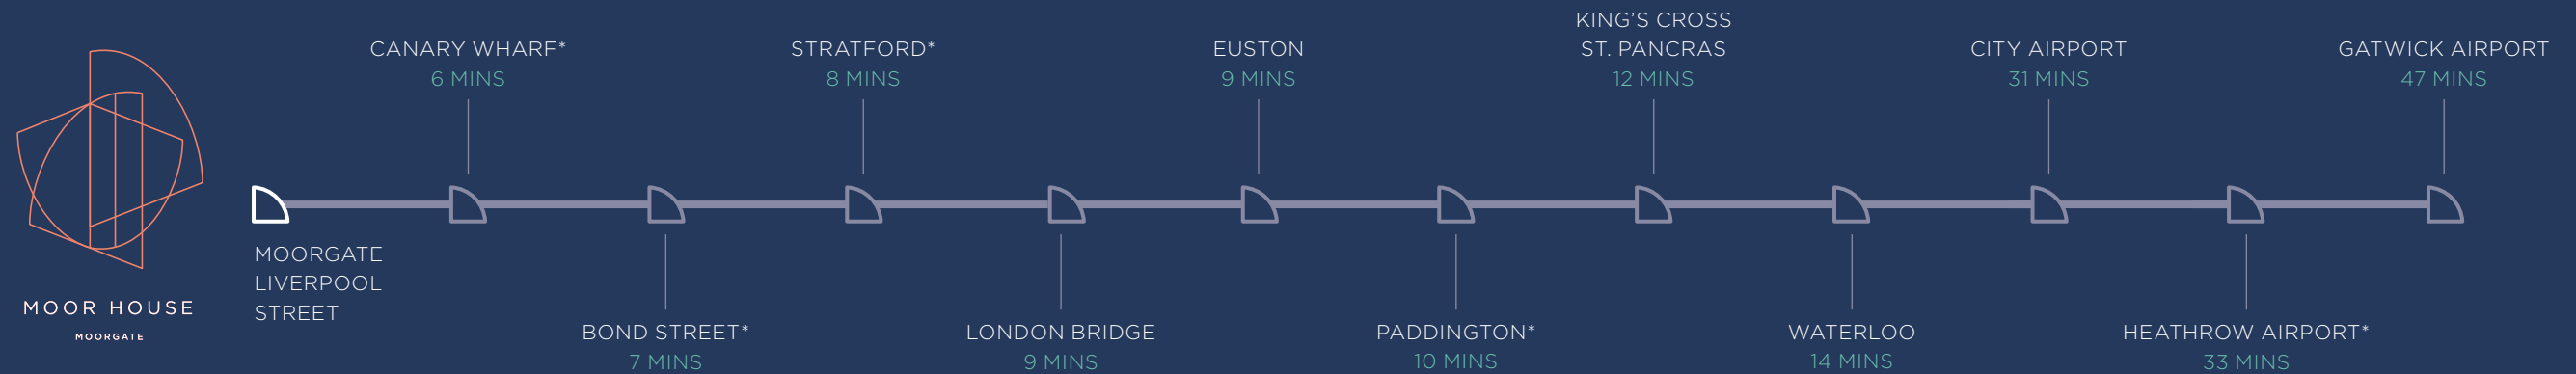 MOOR HOUSE
MOORGATE
MOORGATE
LIVERPOOL
STREET
CANARY WHARF*
6 MINS
BOND STREET*
7 MINS
STRATFORD*
8 MINS
LONDON BRIDGE
9 MINS
EUSTON
9 MINS
PADDINGTON*
10 MINS
KING'S CROSS
ST. PANCRAS
12 MINS
WATERLOO
14 MINS
CITY AIRPORT
31 MINS
HEATHROW AIRPORT*
33 MINS
GATWICK AIRPORT
47 MINS